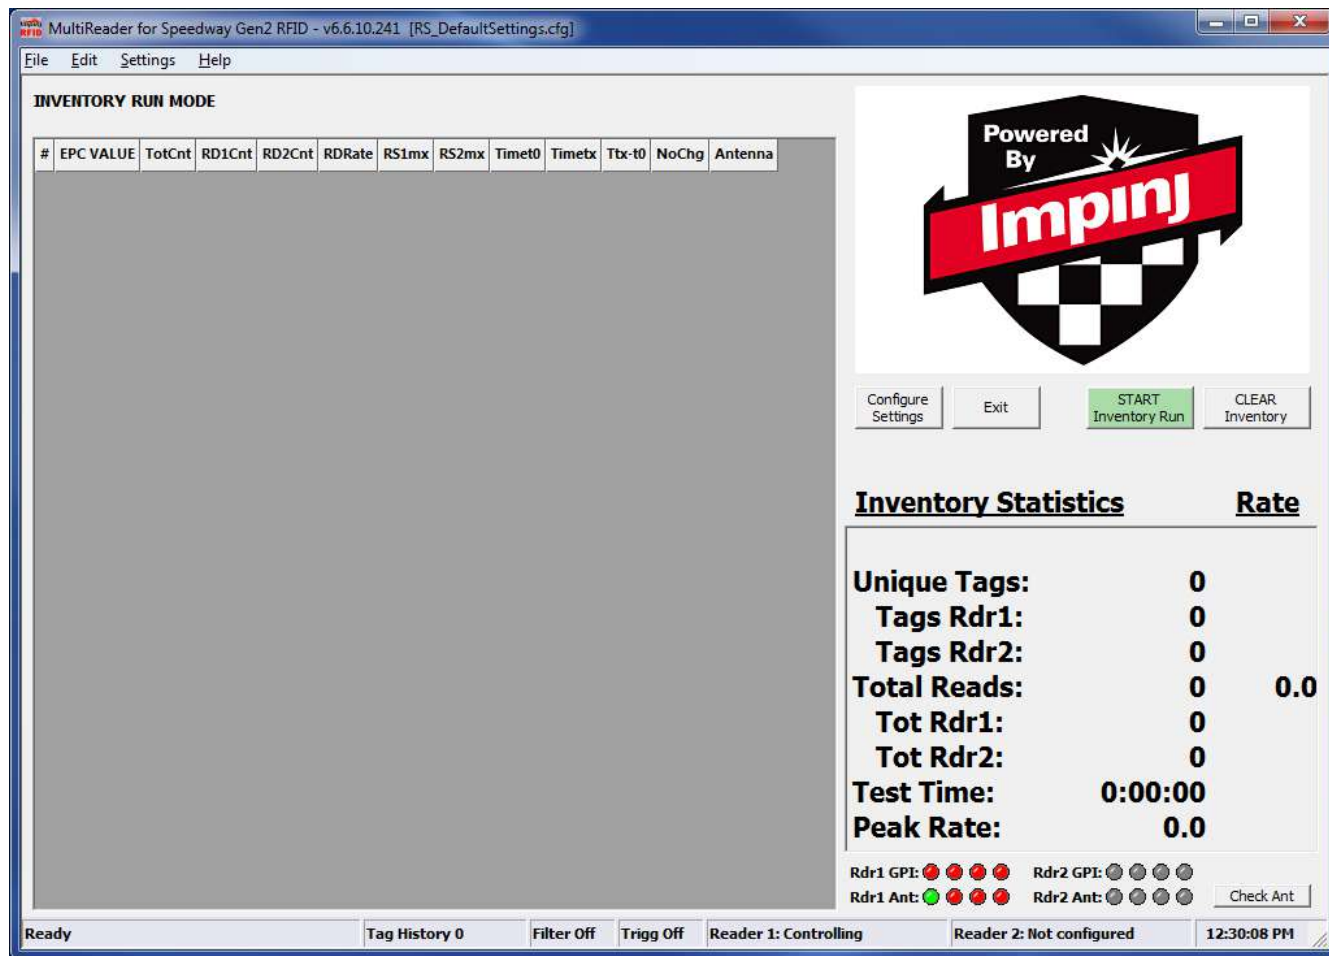 MultiReader for Speedway Gen2 RFID - v6.6.10.241 [RS_DefaultSettings.cfg]
File Edit Settings Help
INVENTORY RUN MODE
# EPC VALUE TotCnt RD1Cnt RD2Cnt RDRate RS1mx RS2mx Timet0 Timetx Ttx-t0 NoChg Antenna
Powered
By
Impinj
Configure
Settings
Exit
START
Inventory Run
CLEAR
Inventory
Inventory Statistics Rate
Unique Tags: 0
Tags Rdr1: 0
Tags Rdr2: 0
Total Reads: 0 0.0
Tot Rdr1: 0
Tot Rdr2: 0
Test Time: 0:00:00
Peak Rate: 0.0
Rdr1 GPI: Rdr2 GPI:
Rdr1 Ant: Rdr2 Ant: Check Ant
Ready Tag History 0 Filter Off Trigg Off Reader 1: Controlling Reader 2: Not configured 12:30:08 PM